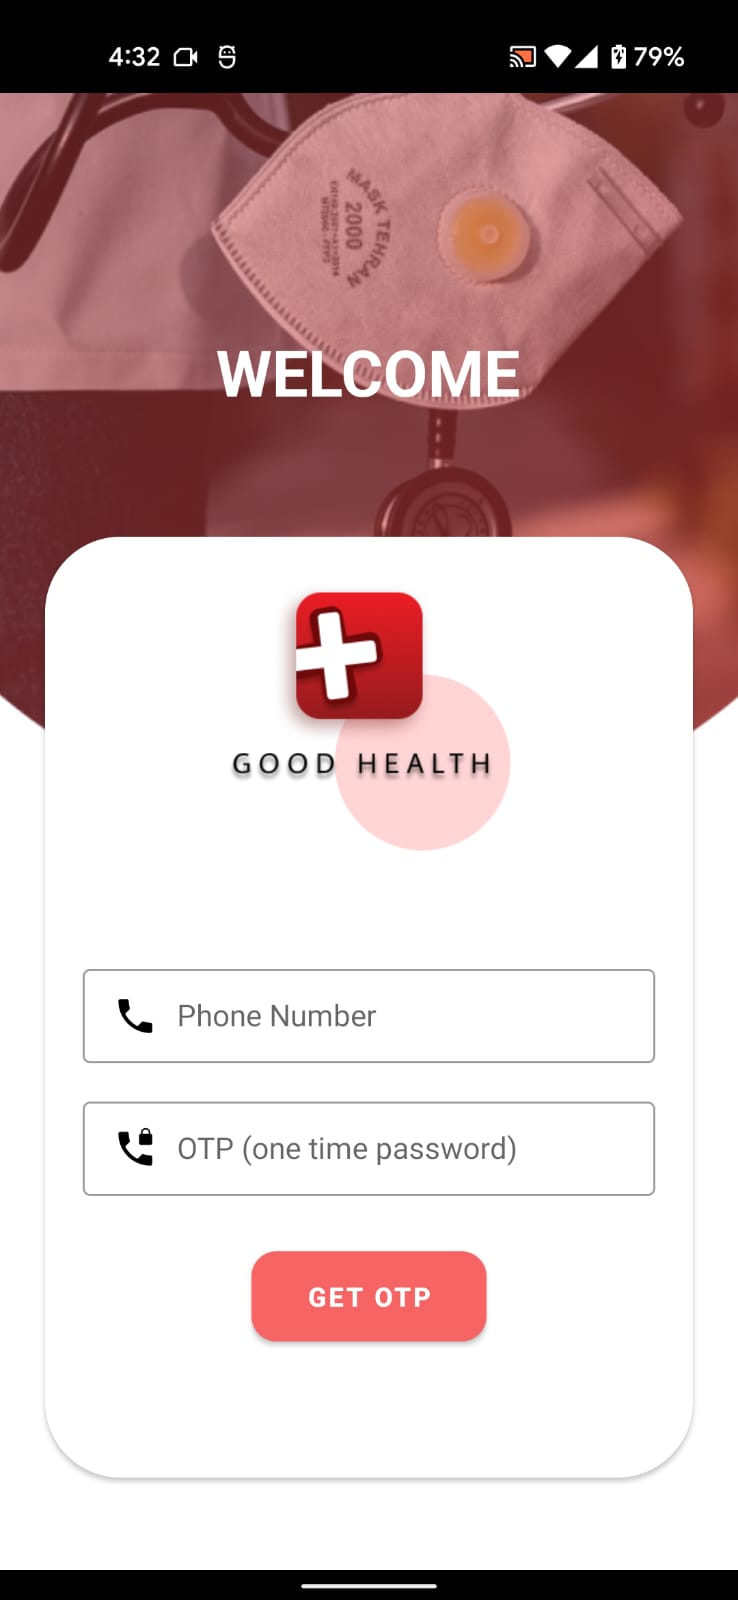 4:32
79%
MASK TEHRAN
2000
WELCOME
GOOD HEALTH
Phone Number
OTP (one time password)
GET OTP